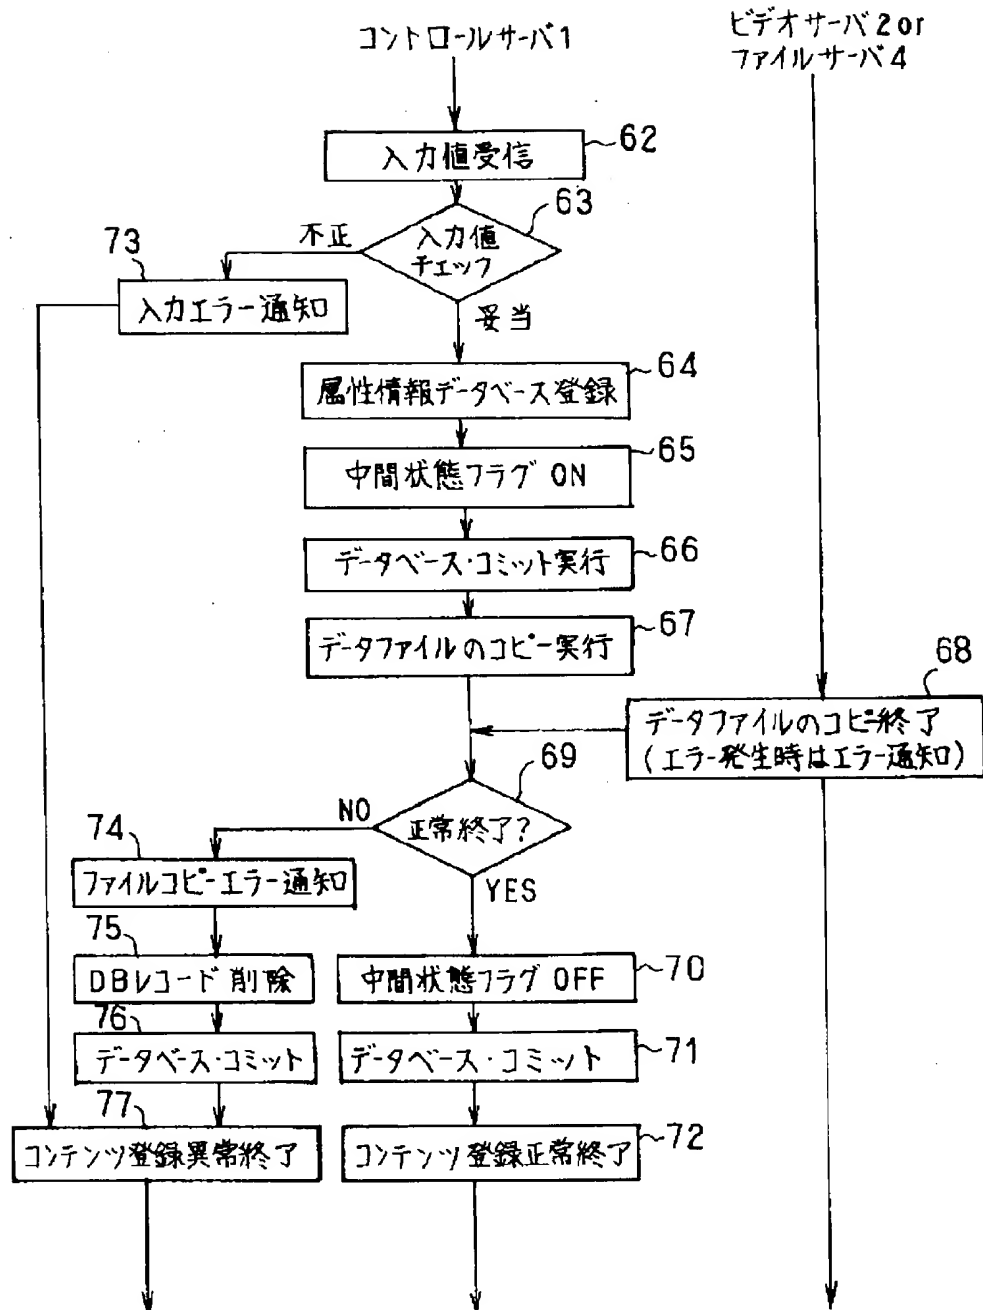 コントロールサーバ1
ビデオサーバ2 or
ファイルサーバ4
入力値受信
62
63
入力値
チェック
不正
73
入力エラー通知
妥当
64
属性情報データベース登録
65
中間状態フラグ ON
66
データベース・コミット実行
67
データファイルのコピー実行
68
データファイルのコピー終了
(エラー発生時はエラー通知)
69
正常終了?
NO
YES
74
ファイルコピーエラー通知
75
DBレコード削除
中間状態フラグ OFF
70
76
データベース・コミット
データベース・コミット
71
77
コンテンツ登録異常終了
コンテンツ登録正常終了
72